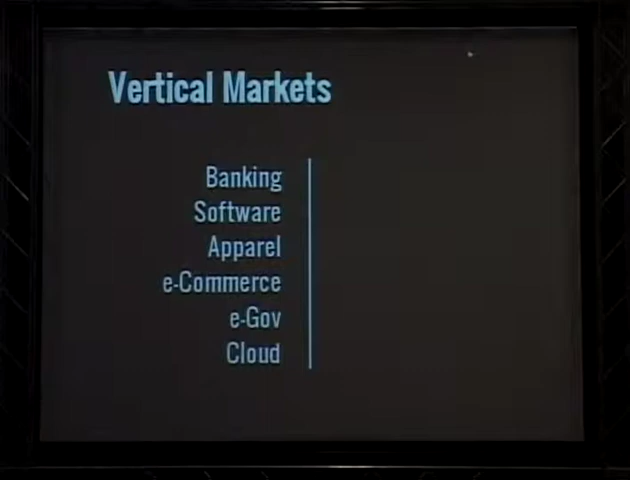 Vertical Markets
Banking
Software
Apparel
e-Commerce
e-Gov
Cloud